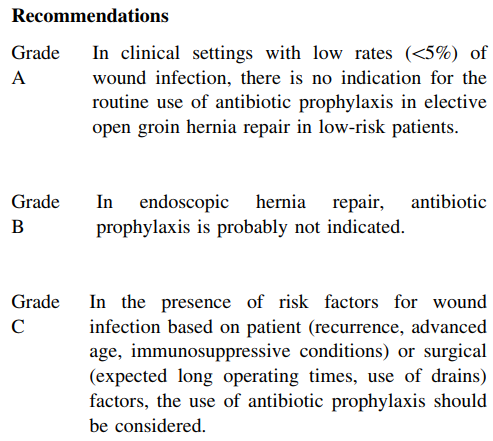 Recommendations
Grade A In clinical settings with low rates (<5%) of
wound infection, there is no indication for the
routine use of antibiotic prophylaxis in elective
open groin hernia repair in low-risk patients.
Grade B In endoscopic hernia repair, antibiotic
prophylaxis is probably not indicated.
Grade C In the presence of risk factors for wound
infection based on patient (recurrence, advanced
age, immunosuppressive conditions) or surgical
(expected long operating times, use of drains)
factors, the use of antibiotic prophylaxis should
be considered.